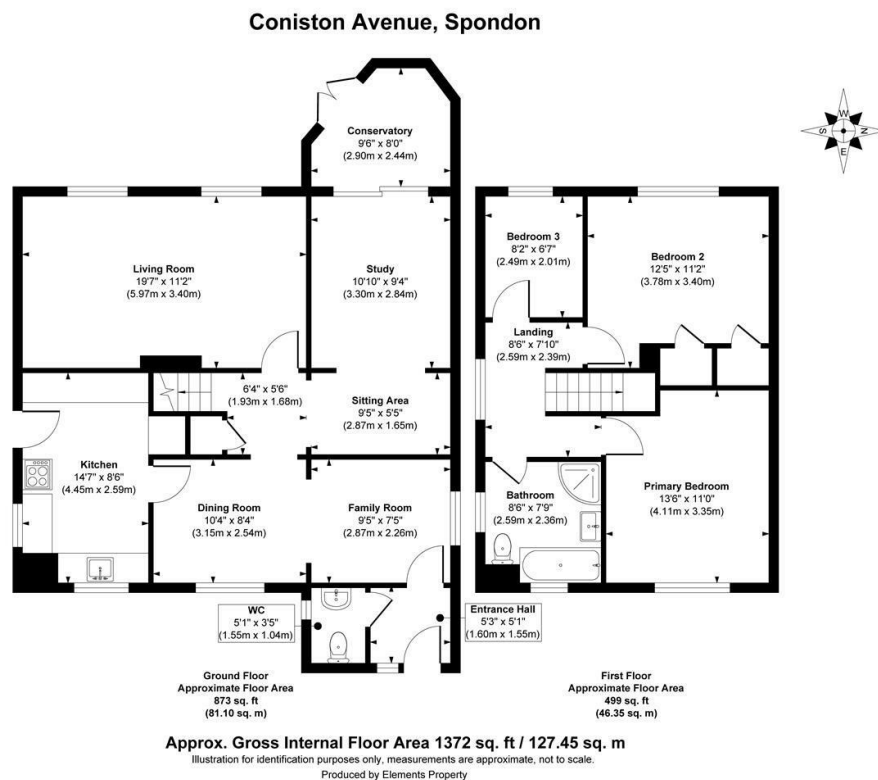 Coniston Avenue, Spondon
Conservatory
9'6" x 8'0"
(2.90m x 2.44m)
W
S
N
E
Living Room
19'7" x 11'2"
(5.97m x 3.40m)
Study
10'10" x 9'4"
(3.30m x 2.84m)
6'4" x 5'6"
(1.93m x 1.68m)
Sitting Area
9'5" x 5'5"
(2.87m x 1.65m)
Kitchen
14'7" x 8'6"
(4.45m x 2.59m)
Dining Room
10'4" x 8'4"
(3.15m x 2.54m)
Family Room
9'5" x 7'5"
(2.87m x 2.26m)
WC
5'1" x 3'5"
(1.55m x 1.04m)
Entrance Hall
5'3" x 5'1"
(1.60m x 1.55m)
Ground Floor
Approximate Floor Area
873 sq. ft
(81.10 sq. m)
Bedroom 3
8'2" x 6'7"
(2.49m x 2.01m)
Bedroom 2
12'5" x 11'2"
(3.78m x 3.40m)
Landing
8'6" x 7'10"
(2.59m x 2.39m)
Bathroom
8'6" x 7'9"
(2.59m x 2.36m)
Primary Bedroom
13'6" x 11'0"
(4.11m x 3.35m)
First Floor
Approximate Floor Area
499 sq. ft
(46.35 sq. m)
Approx. Gross Internal Floor Area 1372 sq. ft / 127.45 sq. m
Illustration for identification purposes only, measurements are approximate, not to scale.
Produced by Elements Property